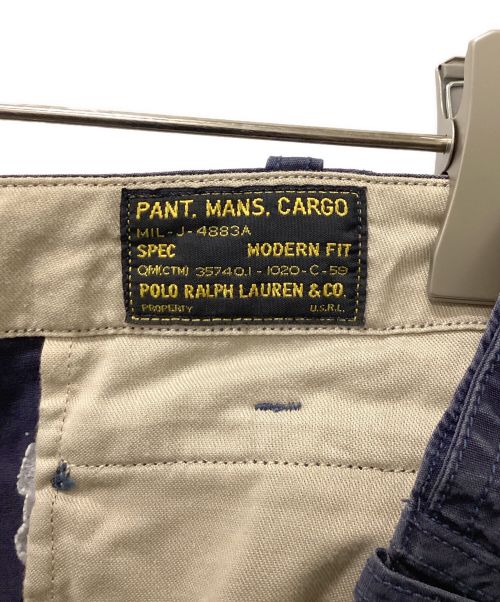 PANT, MANS, CARGO
MIL-J-4883A
SPEC MODERN FIT
QM(CTM) 35740.1-1020-C-59
POLO RALPH LAUREN & CO.
PROPERTY U.S.R.L.